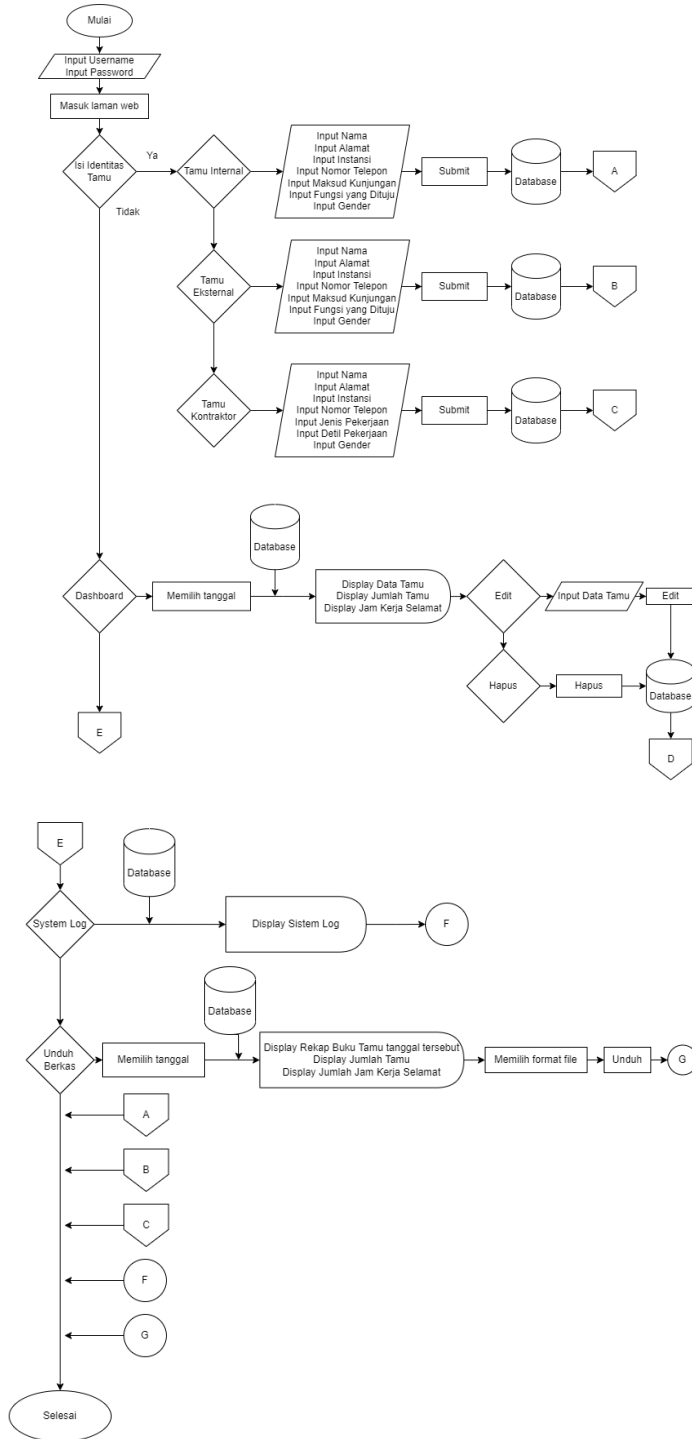 Mulai
Input Username
Input Password
Masuk laman web
Isi Identitas
Tamu
Ya
Tidak
Tamu Internal
Input Nama
Input Alamat
Input Instansi
Input Nomor Telepon
Input Maksud Kunjungan
Input Fungsi yang Dituju
Input Gender
Submit
Database
A
Tamu
Eksternal
Input Nama
Input Alamat
Input Instansi
Input Nomor Telepon
Input Maksud Kunjungan
Input Fungsi yang Dituju
Input Gender
Submit
Database
B
Tamu
Kontraktor
Input Nama
Input Alamat
Input Instansi
Input Nomor Telepon
Input Jenis Pekerjaan
Input Detil Pekerjaan
Input Gender
Submit
Database
C
Dashboard
Memilih tanggal
Database
Display Data Tamu
Display Jumlah Tamu
Display Jam Kerja Selamat
Edit
Input Data Tamu
Edit
Hapus
Hapus
Database
D
E
E
System Log
Database
Display Sistem Log
F
Unduh
Berkas
Memilih tanggal
Database
Display Rekap Buku Tamu tanggal tersebut
Display Jumlah Tamu
Display Jumlah Jam Kerja Selamat
Memilih format file
Unduh
G
A
B
C
F
G
Selesai